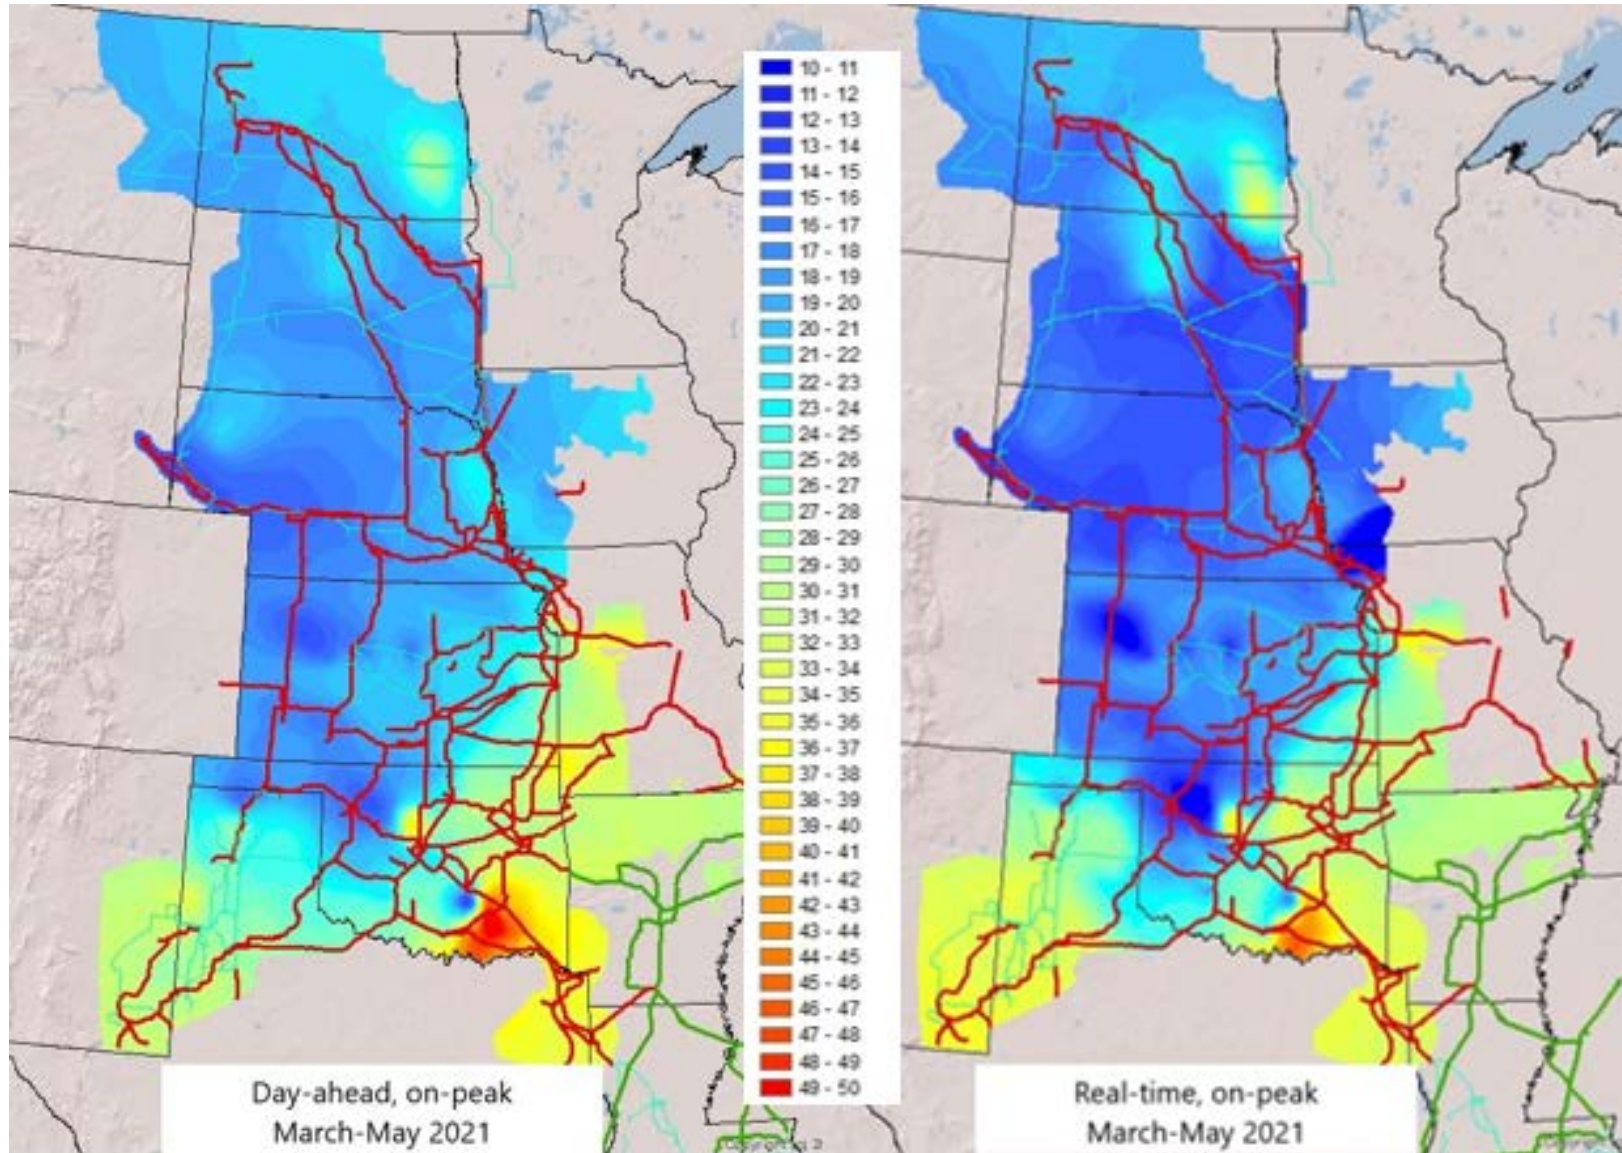 10 - 11
11 - 12
12 - 13
13 - 14
14 - 15
15 - 16
16 - 17
17 - 18
18 - 19
19 - 20
20 - 21
21 - 22
22 - 23
23 - 24
24 - 25
25 - 26
26 - 27
27 - 28
28 - 29
29 - 30
30 - 31
31 - 32
32 - 33
33 - 34
34 - 35
35 - 36
36 - 37
37 - 38
38 - 39
39 - 40
40 - 41
41 - 42
42 - 43
43 - 44
44 - 45
45 - 46
46 - 47
47 - 48
48 - 49
49 - 50
Day-ahead, on-peak
March-May 2021
Real-time, on-peak
March-May 2021